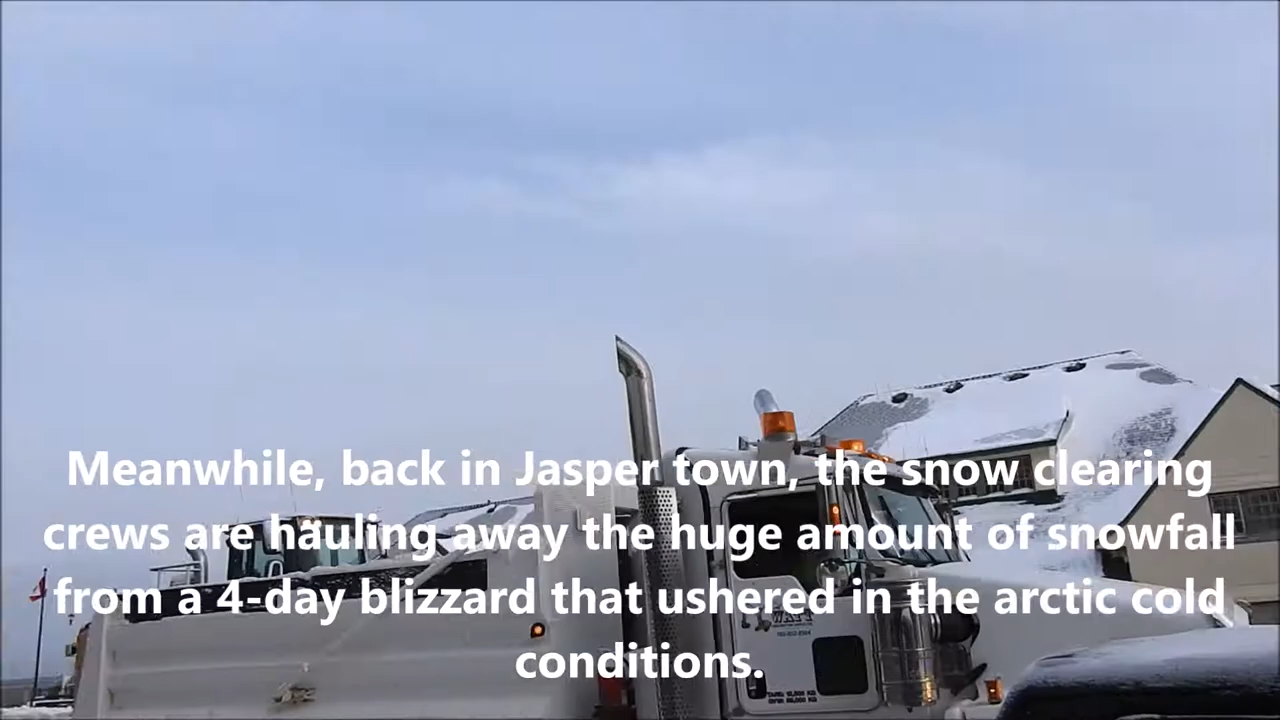 Meanwhile, back in Jasper town, the snow clearing
crews are hauling away the huge amount of snowfall
from a 4-day blizzard that ushered in the arctic cold
conditions.